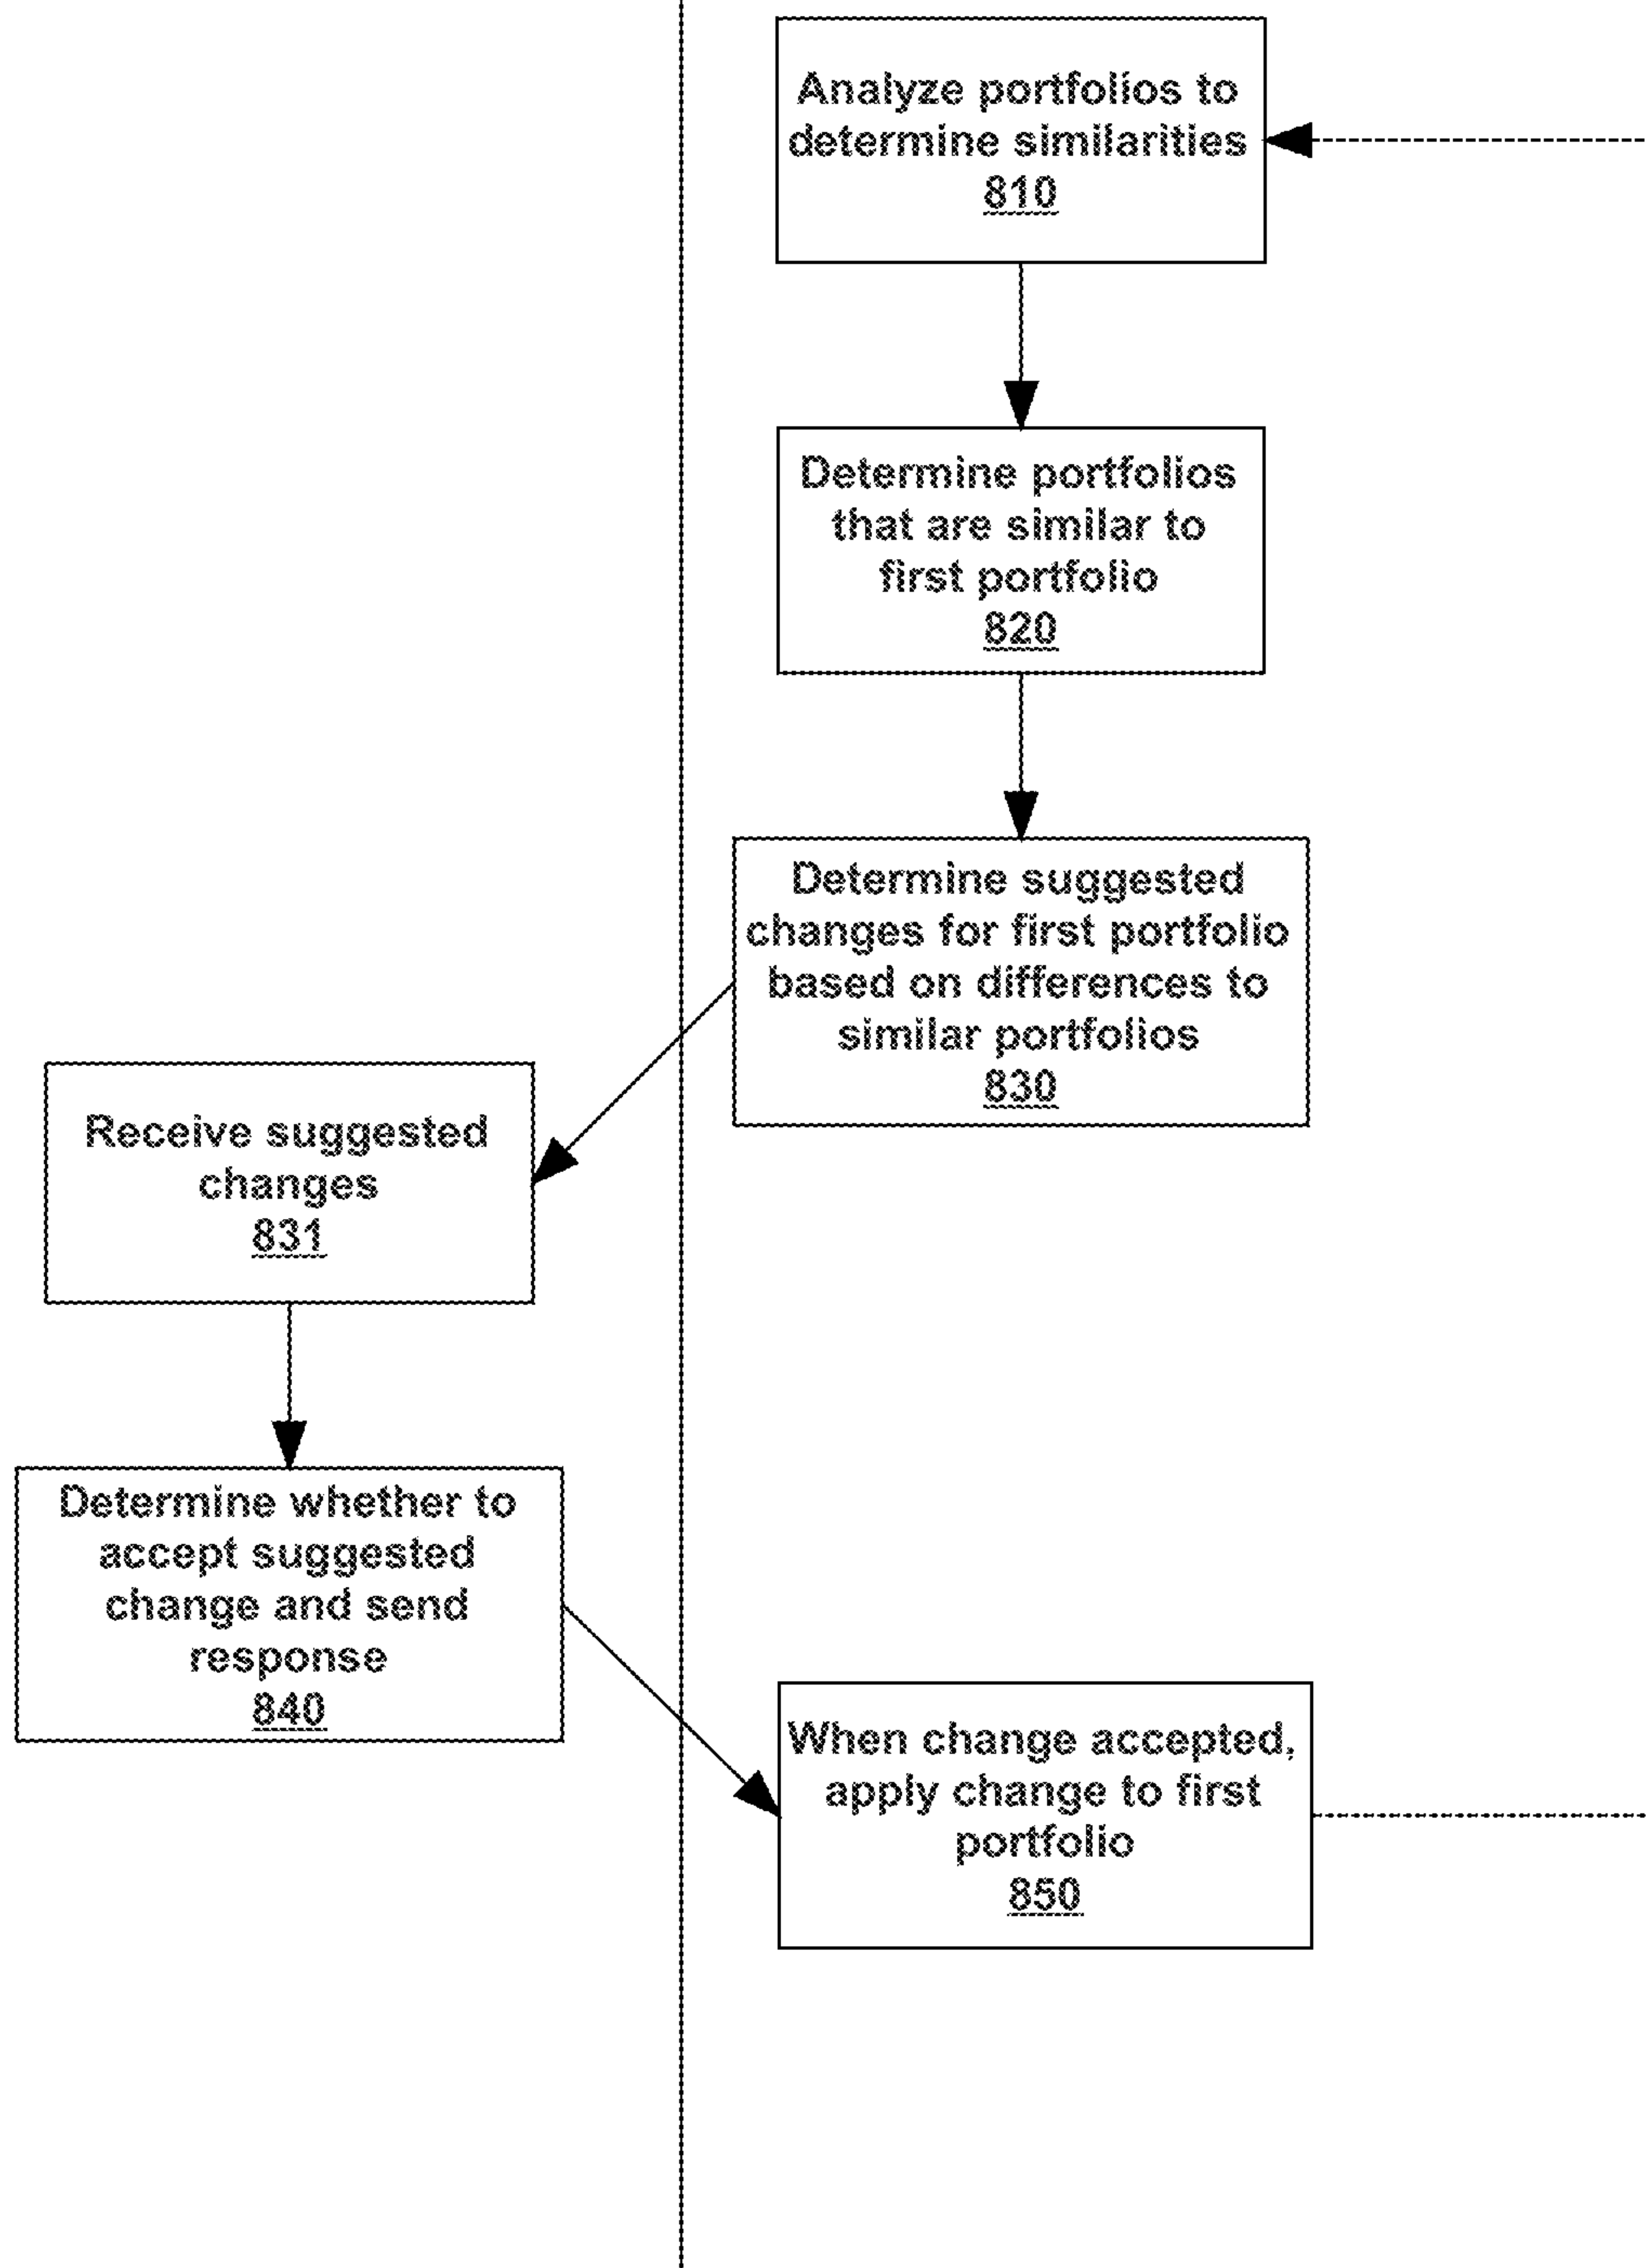 Analyze portfolios to
determine similarities
810
Determine portfolios
that are similar to
first portfolio
820
Determine suggested
changes for first portfolio
based on differences to
similar portfolios
830
Receive suggested
changes
831
Determine whether to
accept suggested
change and send
response
840
When change accepted,
apply change to first
portfolio
850